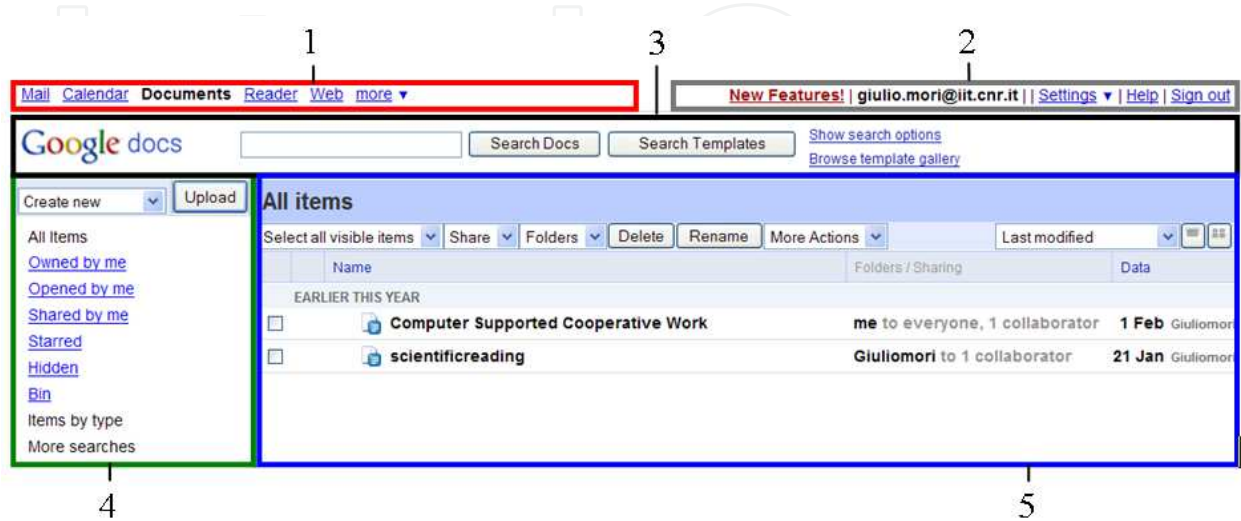 1 3 2
Mail Calendar Documents Reader Web more ▼ New Features! | giulio.mori@iit.cnr.it | | Settings ▼ | Help | Sign out
Google docs Search Docs Search Templates Show search options
Browse template gallery
Create new Upload All items
All Items Select all visible items Share Folders Delete Rename More Actions Last modified
Owned by me Name Folders / Sharing Data
Opened by me EARLIER THIS YEAR
Shared by me Computer Supported Cooperative Work me to everyone, 1 collaborator 1 Feb Giuliomori
Starred scientificreading Giuliomori to 1 collaborator 21 Jan Giuliomori
Hidden
Bin
Items by type
More searches
4 5